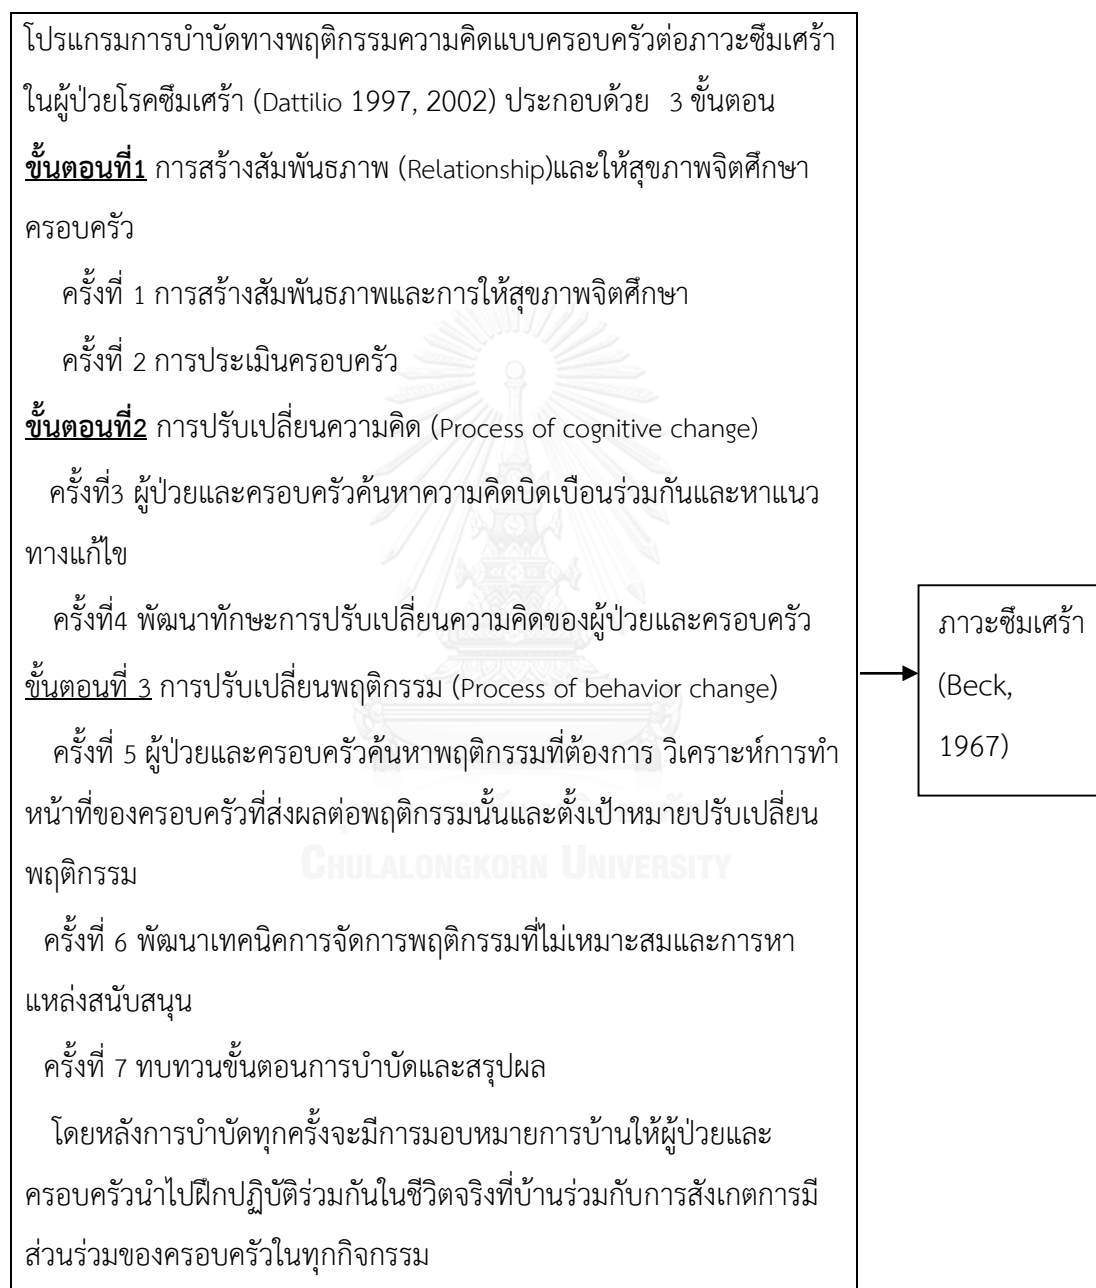 โปรแกรมการบำบัดทางพฤติกรรมความคิดแบบครอบครัวต่อภาวะซึมเศร้า
ในผู้ป่วยโรคซึมเศร้า (Dattilio 1997, 2002) ประกอบด้วย 3 ขั้นตอน
ขั้นตอนที่1 การสร้างสัมพันธภาพ (Relationship)และให้สุขภาพจิตศึกษา
ครอบครัว
ครั้งที่ 1 การสร้างสัมพันธภาพและการให้สุขภาพจิตศึกษา
ครั้งที่ 2 การประเมินครอบครัว
ขั้นตอนที่2 การปรับเปลี่ยนความคิด (Process of cognitive change)
ครั้งที่3 ผู้ป่วยและครอบครัวค้นหาความคิดบิดเบือนร่วมกันและหาแนว
ทางแก้ไข
ครั้งที่4 พัฒนาทักษะการปรับเปลี่ยนความคิดของผู้ป่วยและครอบครัว
ขั้นตอนที่ 3 การปรับเปลี่ยนพฤติกรรม (Process of behavior change)
ครั้งที่ 5 ผู้ป่วยและครอบครัวค้นหาพฤติกรรมที่ต้องการ วิเคราะห์การทำ
หน้าที่ของครอบครัวที่ส่งผลต่อพฤติกรรมนั้นและตั้งเป้าหมายปรับเปลี่ยน
พฤติกรรม
CHULALONGKORN UNIVERSITY
ครั้งที่ 6 พัฒนาเทคนิคการจัดการพฤติกรรมที่ไม่เหมาะสมและการหา
แหล่งสนับสนุน
ครั้งที่ 7 ทบทวนขั้นตอนการบำบัดและสรุปผล
โดยหลังการบำบัดทุกครั้งจะมีการมอบหมายการบ้านให้ผู้ป่วยและ
ครอบครัวนำไปฝึกปฏิบัติร่วมกันในชีวิตจริงที่บ้านร่วมกับการสังเกตการมี
ส่วนร่วมของครอบครัวในทุกกิจกรรม
ภาวะซึมเศร้า
(Beck,
1967)